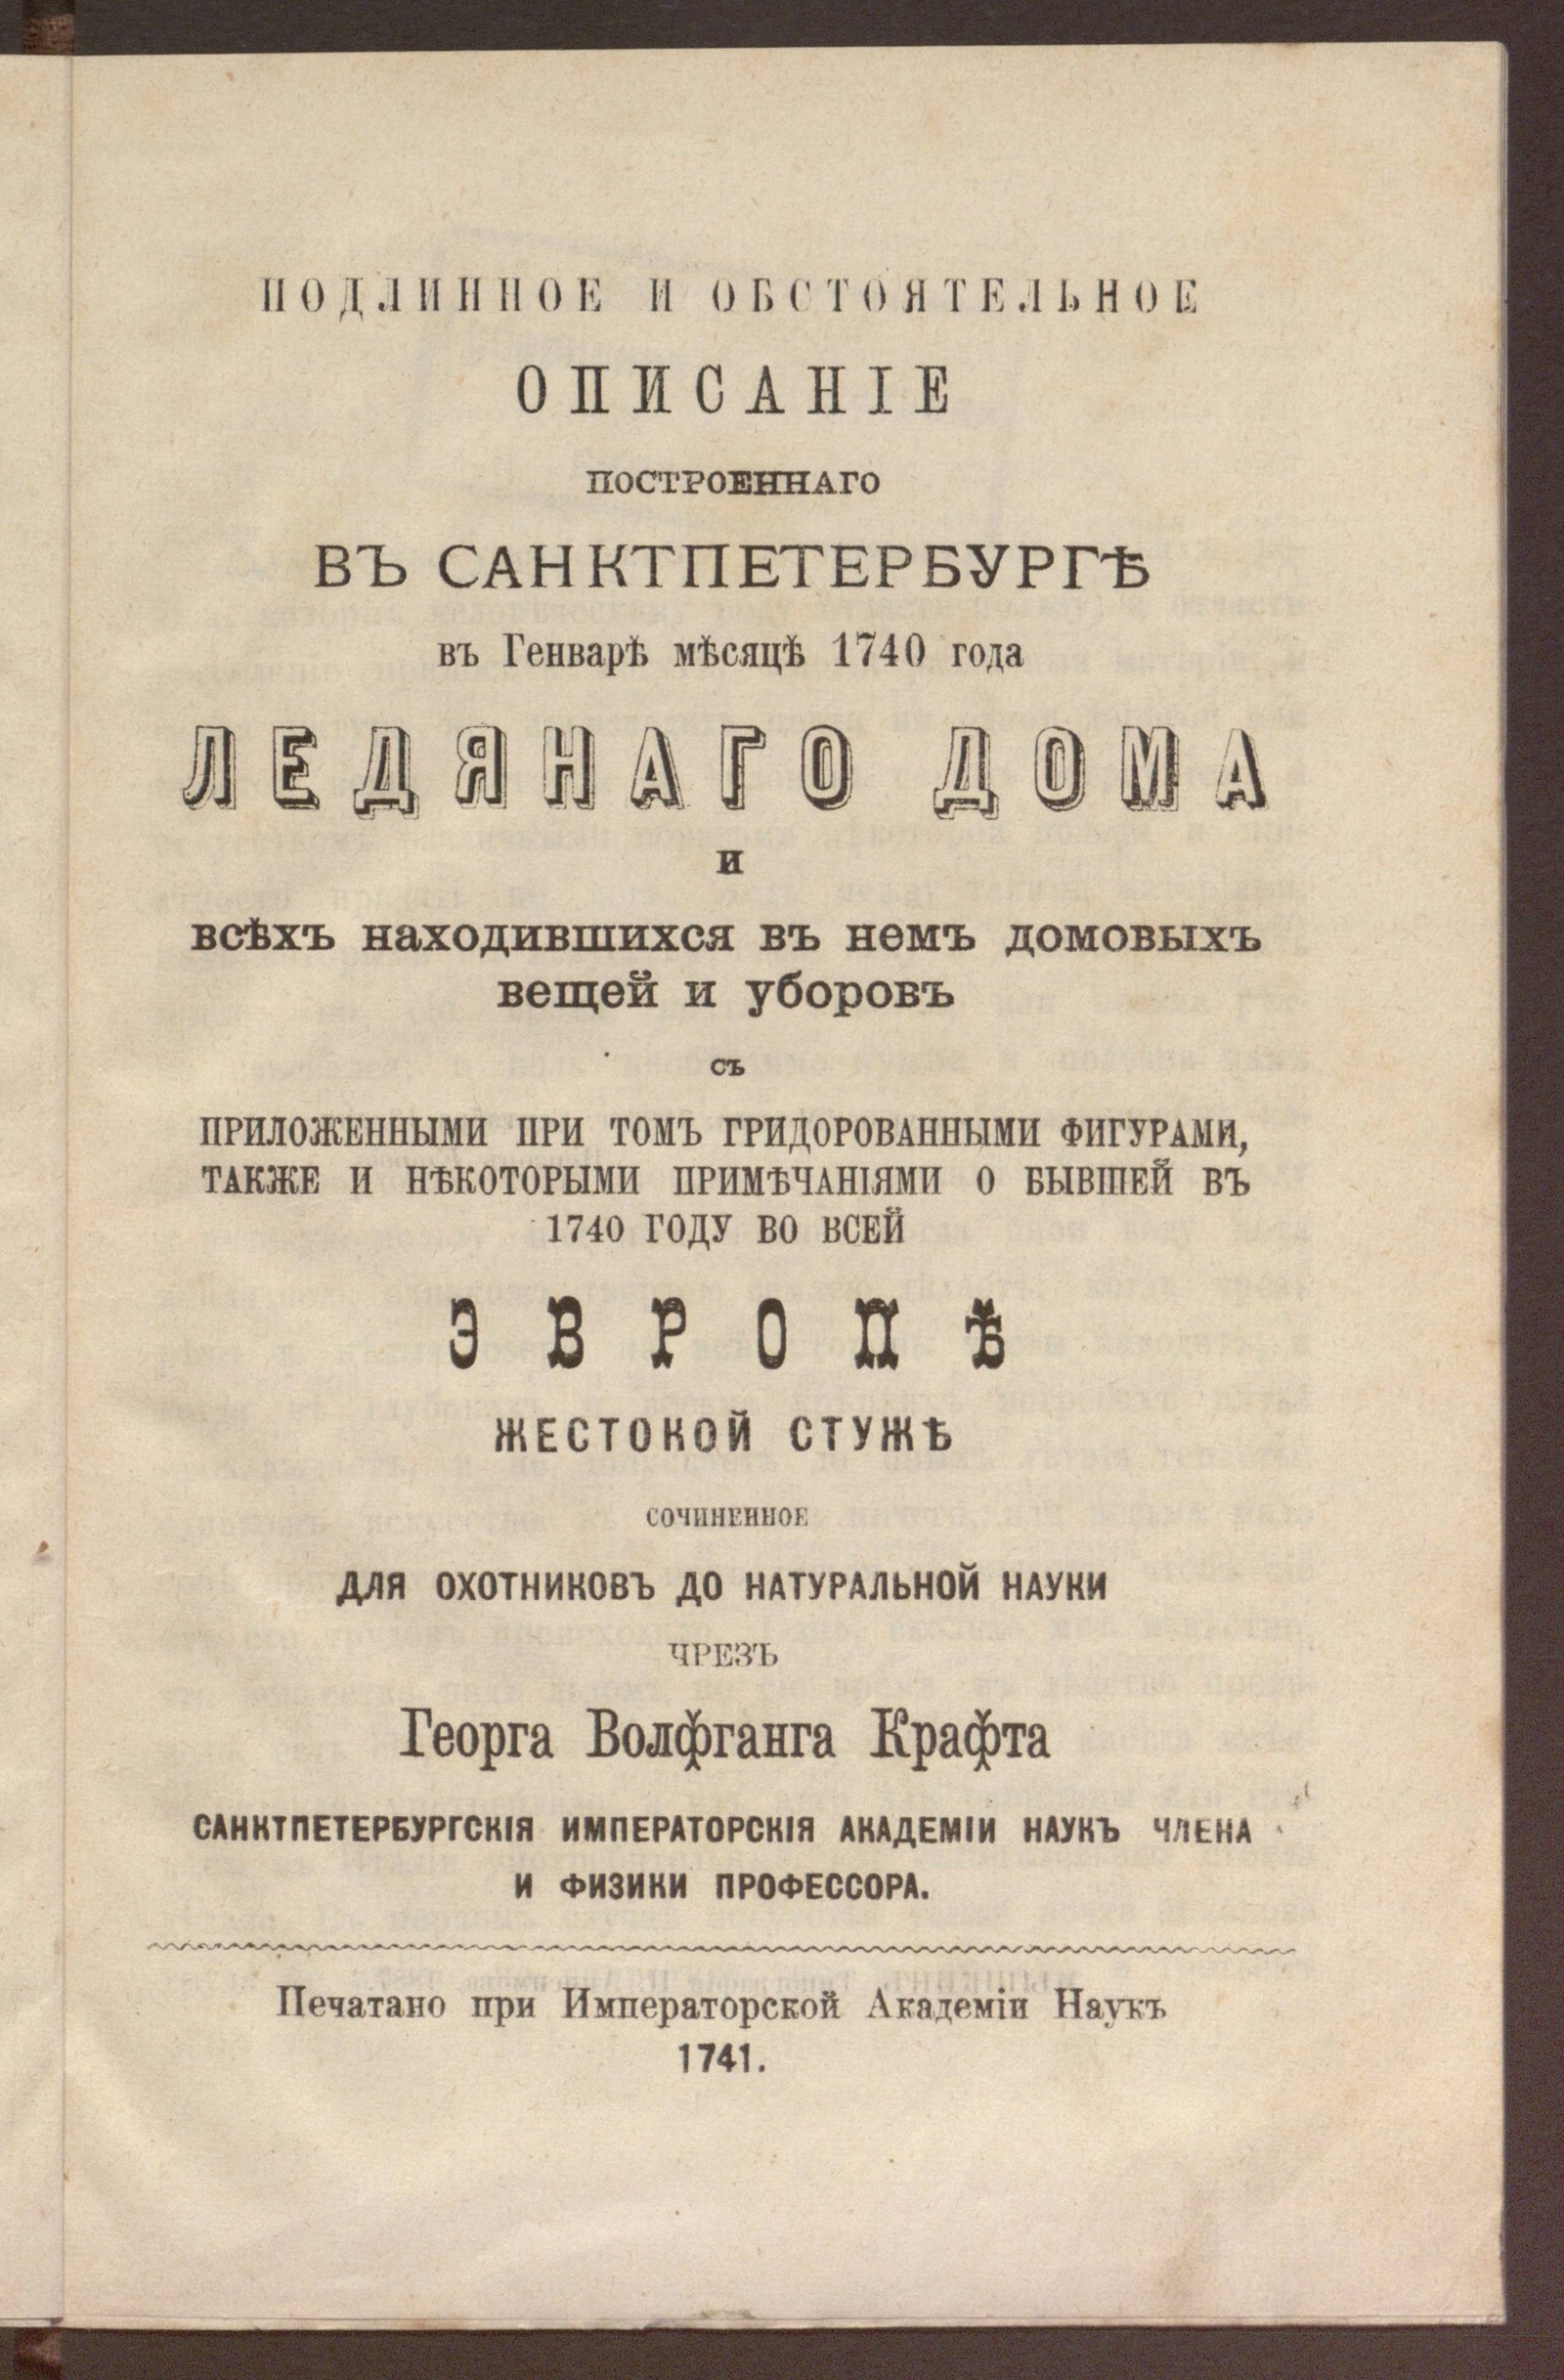 ПОДЛИННОЕ И ОБСТОЯТЕЛЬНОЕ
ОПИСАНІЕ
ПОСТРОЕННАГО
ВЪ САНКТПЕТЕРБУРГѢ
въ Генварѣ мѣсяцѣ 1740 года
ЛЕДЯНАГО ДОМА
и
всѣхъ находившихся въ немъ домовыхъ
вещей и уборовъ
съ
ПРИЛОЖЕННЫМИ ПРИ ТОМЪ ГРИДОРОВАННЫМИ ФИГУРАМИ,
ТАКЖЕ И НѢКОТОРЫМИ ПРИМѢЧАНІЯМИ О БЫВШЕЙ ВЪ
1740 ГОДУ ВО ВСЕЙ
ЭВРОПѢ
ЖЕСТОКОЙ СТУЖѢ
СОЧИНЕННОЕ
ДЛЯ ОХОТНИКОВЪ ДО НАТУРАЛЬНОЙ НАУКИ
ЧРЕЗЪ
Георга Волфганга Крафта
САНКТПЕТЕРБУРГСКІЯ ИМПЕРАТОРСКІЯ АКАДЕМІИ НАУКЪ ЧЛЕНА
И ФИЗИКИ ПРОФЕССОРА.
Печатано при Императорской Академіи Наукъ
1741.